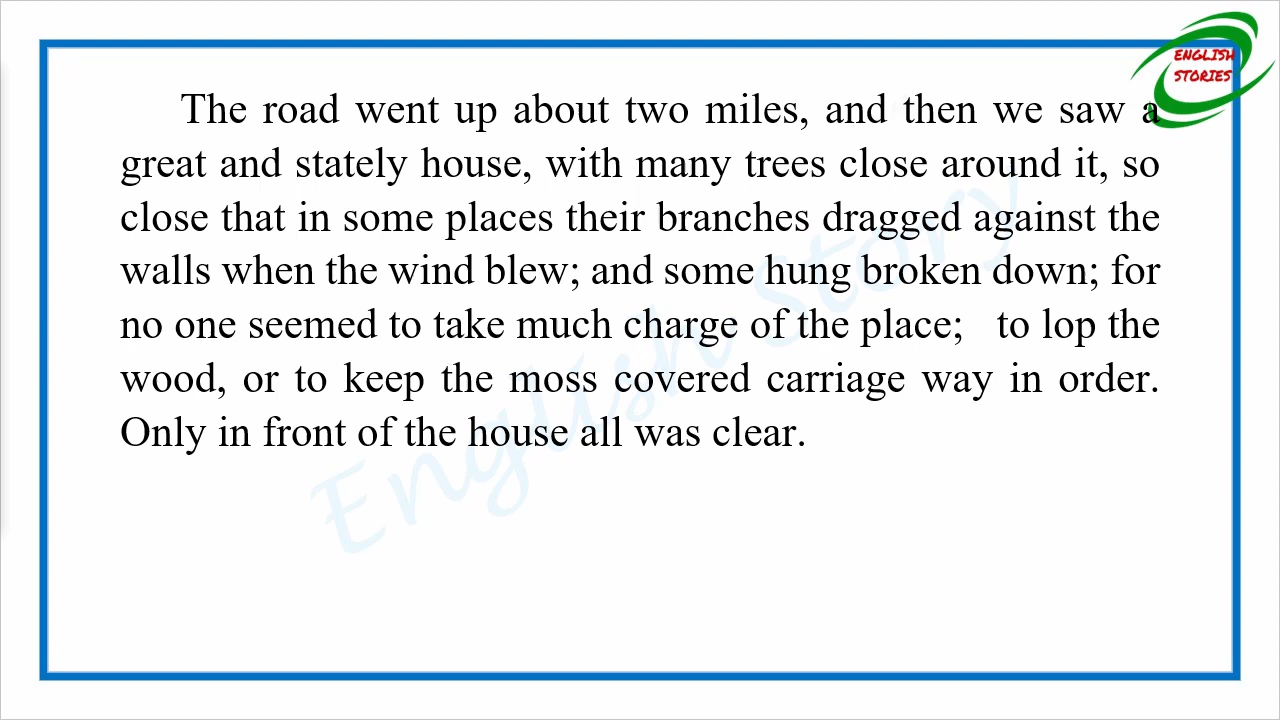 ENGLISH
STORIES
The road went up about two miles, and then we saw a
great and stately house, with many trees close around it, so
close that in some places their branches dragged against the
walls when the wind blew; and some hung broken down; for
no one seemed to take much charge of the place;   to lop the
wood, or to keep the moss covered carriage way in order.
Only in front of the house all was clear.
English Story